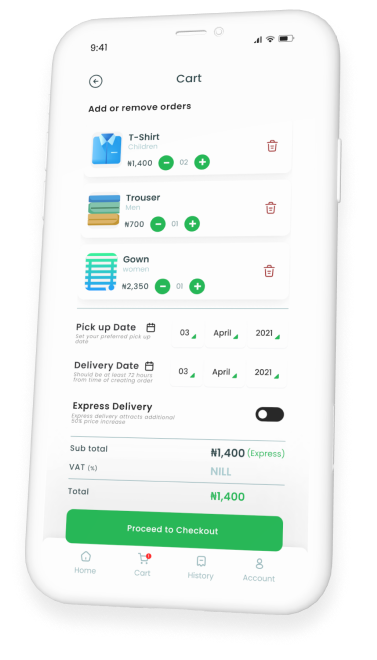 9:41
Cart
Add or remove orders
T-Shirt
Children
₦1,400 02
Trouser
Men
₦700 01
Gown
women
₦2,350 01
Pick up Date 03 April 2021
Set your preferred pick up
date
Delivery Date 03 April 2021
Should be at least 72 hours
from time of creating order
Express Delivery
Express delivery attracts additional
50% price increase
Sub total ₦1,400 (Express)
VAT (%) NILL
Total ₦1,400
Proceed to Checkout
Home Cart History Account